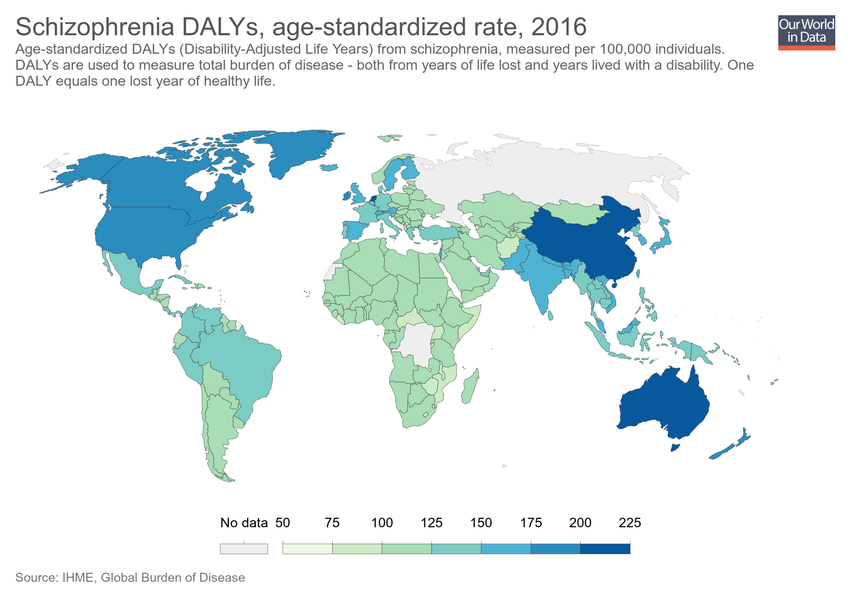 Schizophrenia DALYs, age-standardized rate, 2016
Our World
in Data
Age-standardized DALYs (Disability-Adjusted Life Years) from schizophrenia, measured per 100,000 individuals.
DALYs are used to measure total burden of disease - both from years of life lost and years lived with a disability. One
DALY equals one lost year of healthy life.
No data 50 75 100 125 150 175 200 225
Source: IHME, Global Burden of Disease